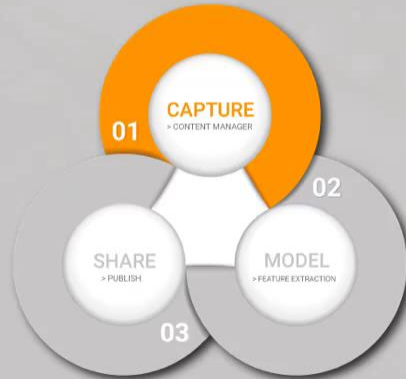 01
CAPTURE
> CONTENT MANAGER
02
MODEL
> FEATURE EXTRACTION
03
SHARE
> PUBLISH